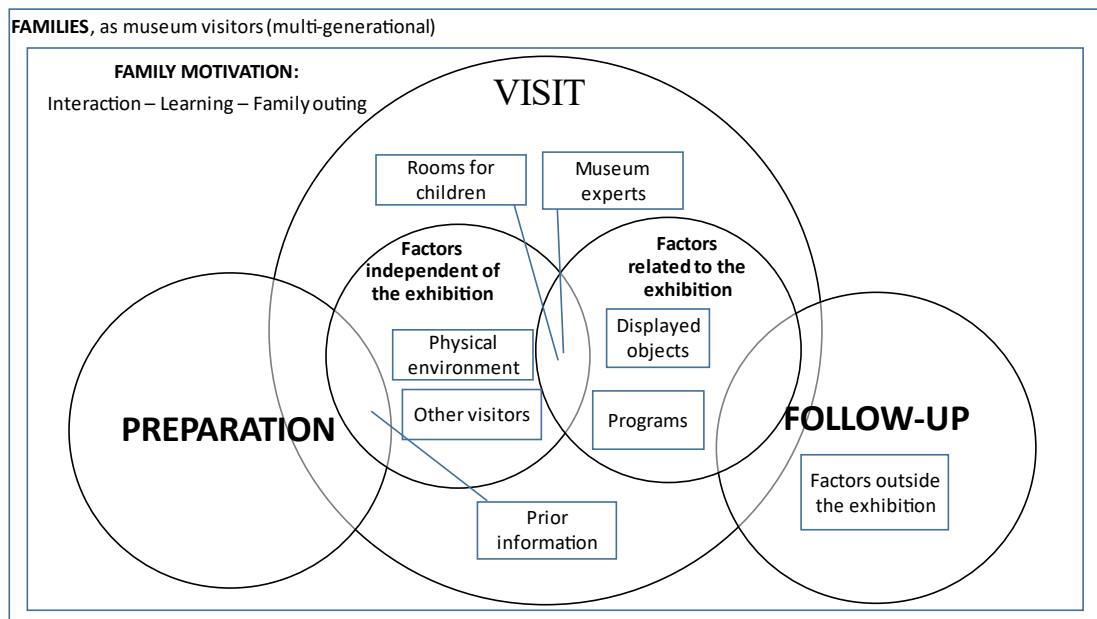 FAMILIES, as museum visitors (multi-generational)
FAMILY MOTIVATION:
Interaction – Learning – Family outing
VISIT
Rooms for
children
Museum
experts
Factors
independent of
the exhibition
Factors
related to the
exhibition
Physical
environment
Displayed
objects
Other visitors
Programs
PREPARATION
FOLLOW-UP
Factors outside
the exhibition
Prior
information